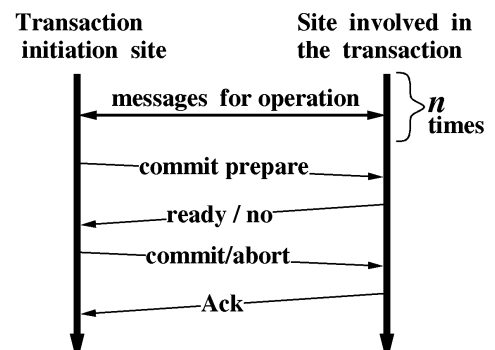 Transaction
initiation site
Site involved in
the transaction
messages for operation
n
times
commit prepare
ready / no
commit/abort
Ack